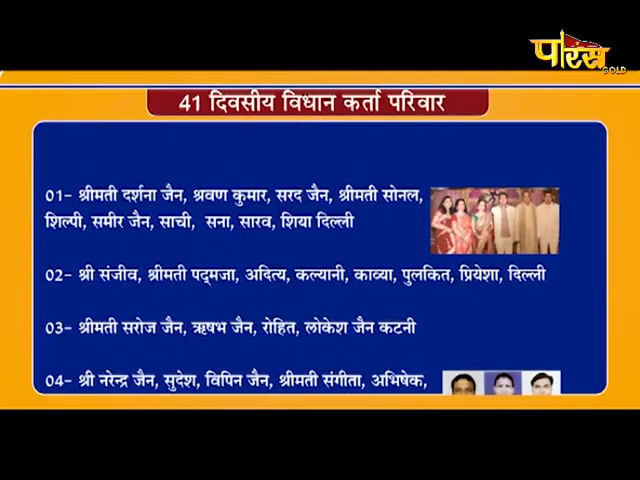 पारस
GOLD
41 दिवसीय विधान कर्ता परिवार
01- श्रीमती दर्शना जैन, श्रवण कुमार, सरद जैन, श्रीमती सोनल,
शिल्पी, समीर जैन, साची, सना, सारव, शिया दिल्ली
02- श्री संजीव, श्रीमती पद्मजा, अदित्य, कल्यानी, काव्या, पुलकित, प्रियेशा, दिल्ली
03- श्रीमती सरोज जैन, ऋषभ जैन, रोहित, लोकेश जैन कटनी
04- श्री नरेन्द्र जैन, सुदेश, विपिन जैन, श्रीमती संगीता, अभिषेक,